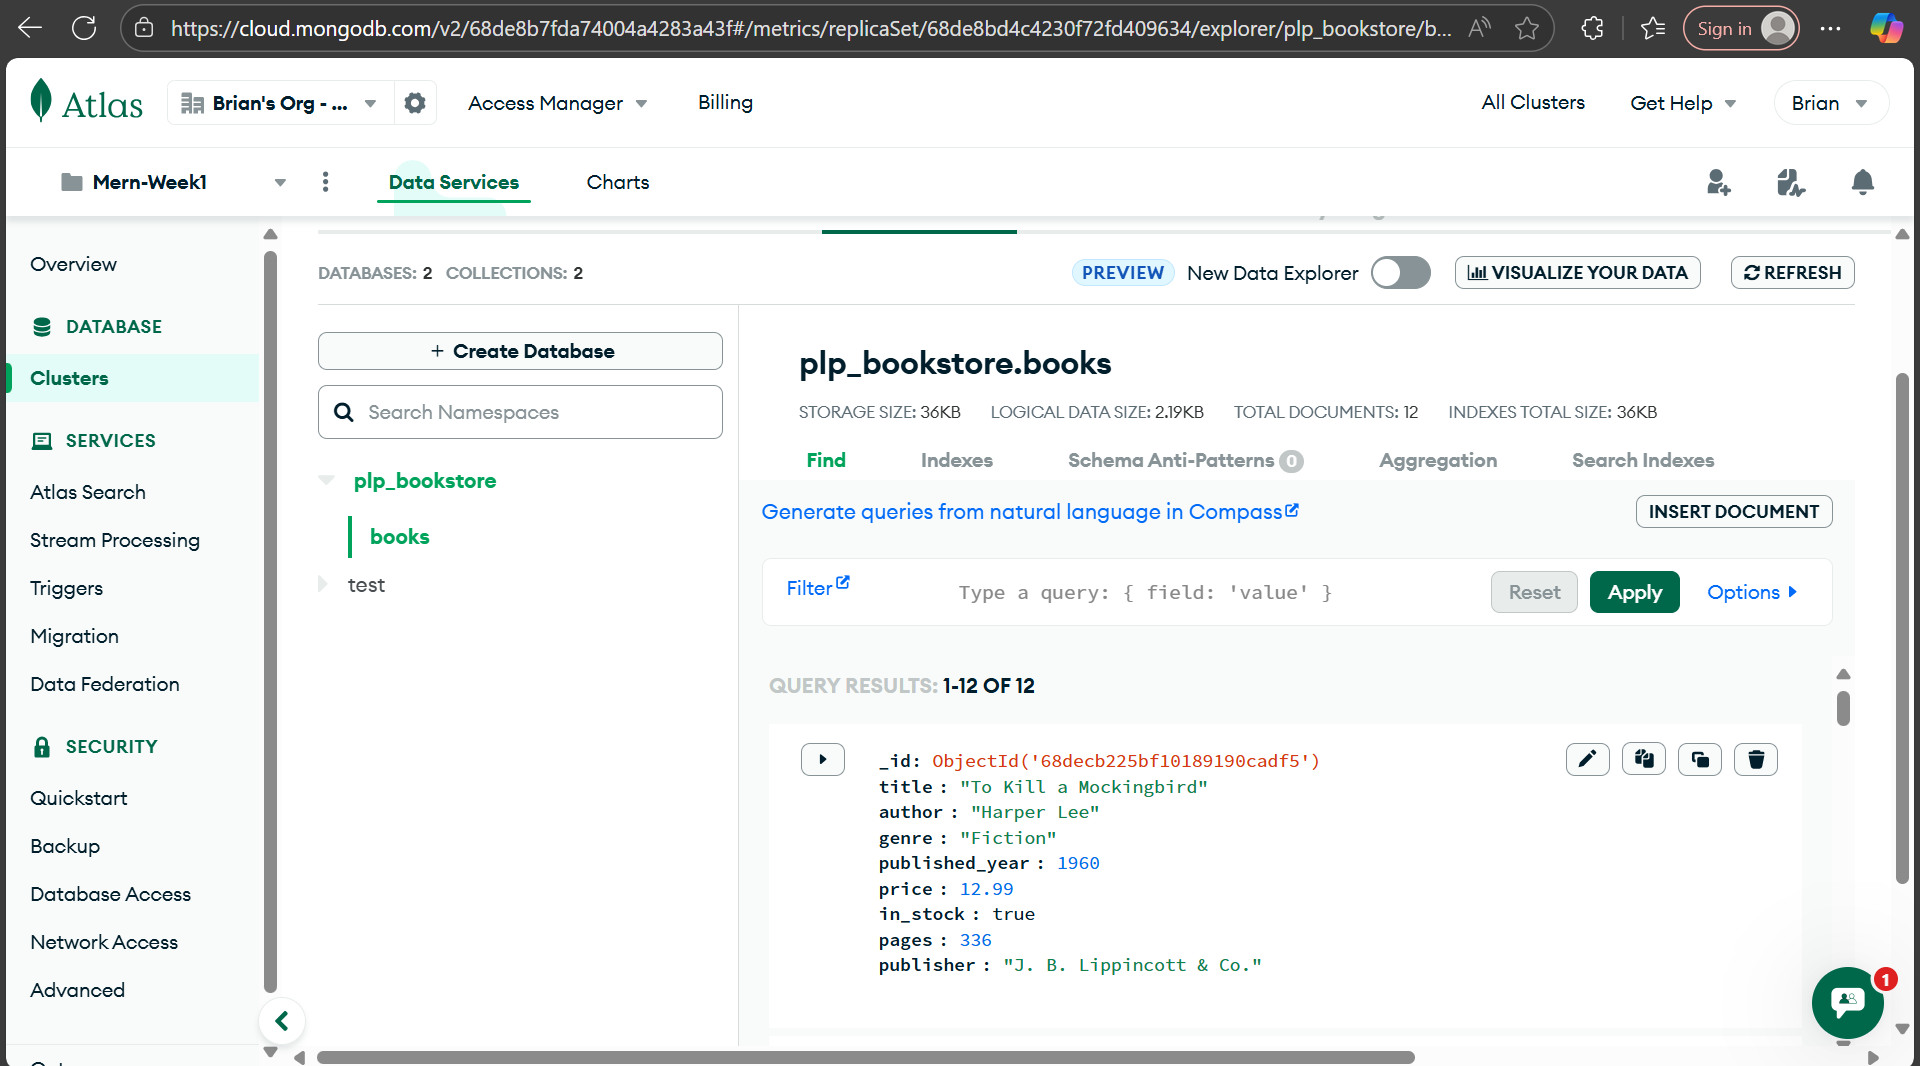 https://cloud.mongodb.com/v2/68de8b7fda74004a4283a43f#/metrics/replicaSet/68de8bd4c4230f72fd409634/explorer/plp_bookstore/b...
Sign in
Atlas
Brian's Org - ...
Access Manager
Billing
All Clusters
Get Help
Brian
Mern-Week1
Data Services
Charts
Overview
DATABASE
Clusters
SERVICES
Atlas Search
Stream Processing
Triggers
Migration
Data Federation
SECURITY
Quickstart
Backup
Database Access
Network Access
Advanced
DATABASES: 2 COLLECTIONS: 2
PREVIEW New Data Explorer
VISUALIZE YOUR DATA
REFRESH
+ Create Database
Search Namespaces
plp_bookstore
books
test
plp_bookstore.books
STORAGE SIZE: 36KB LOGICAL DATA SIZE: 2.19KB TOTAL DOCUMENTS: 12 INDEXES TOTAL SIZE: 36KB
Find Indexes Schema Anti-Patterns 0 Aggregation Search Indexes
Generate queries from natural language in Compass
INSERT DOCUMENT
Filter
Type a query: { field: 'value' }
Reset
Apply
Options
QUERY RESULTS: 1-12 OF 12
_id: ObjectId('68decb225bf10189190cadf5')
title : "To Kill a Mockingbird"
author : "Harper Lee"
genre : "Fiction"
published_year : 1960
price : 12.99
in_stock : true
pages : 336
publisher : "J. B. Lippincott & Co."
1